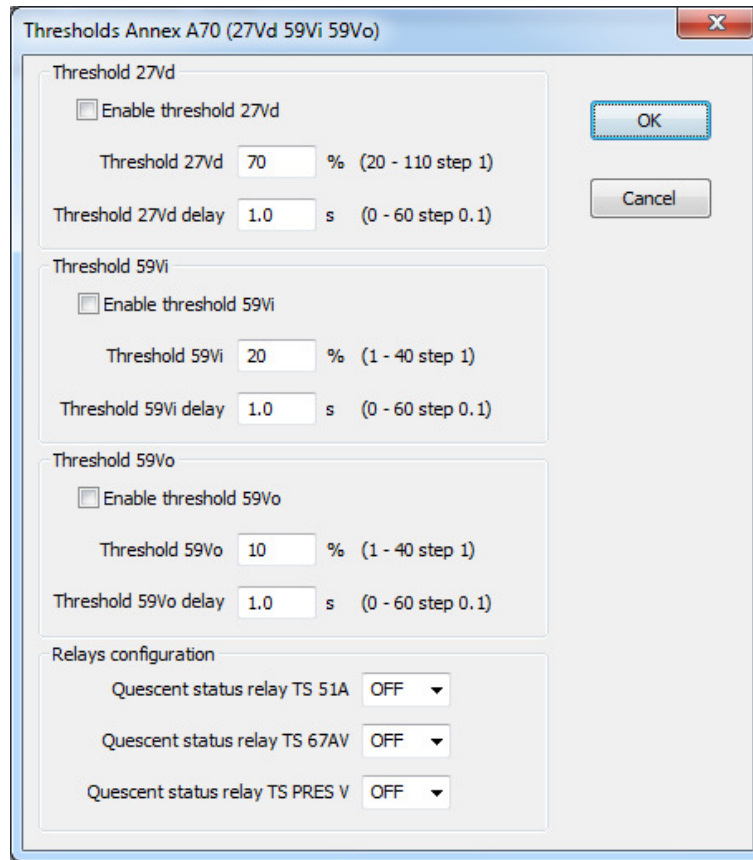 Thresholds Annex A70 (27Vd 59Vi 59Vo)
Threshold 27Vd
Enable threshold 27Vd
OK
Threshold 27Vd 70 % (20 - 110 step 1)
Cancel
Threshold 27Vd delay 1.0 s (0 - 60 step 0.1)
Threshold 59Vi
Enable threshold 59Vi
Threshold 59Vi 20 % (1 - 40 step 1)
Threshold 59Vi delay 1.0 s (0 - 60 step 0.1)
Threshold 59Vo
Enable threshold 59Vo
Threshold 59Vo 10 % (1 - 40 step 1)
Threshold 59Vo delay 1.0 s (0 - 60 step 0.1)
Relays configuration
Quescent status relay TS 51A OFF
Quescent status relay TS 67AV OFF
Quescent status relay TS PRES V OFF